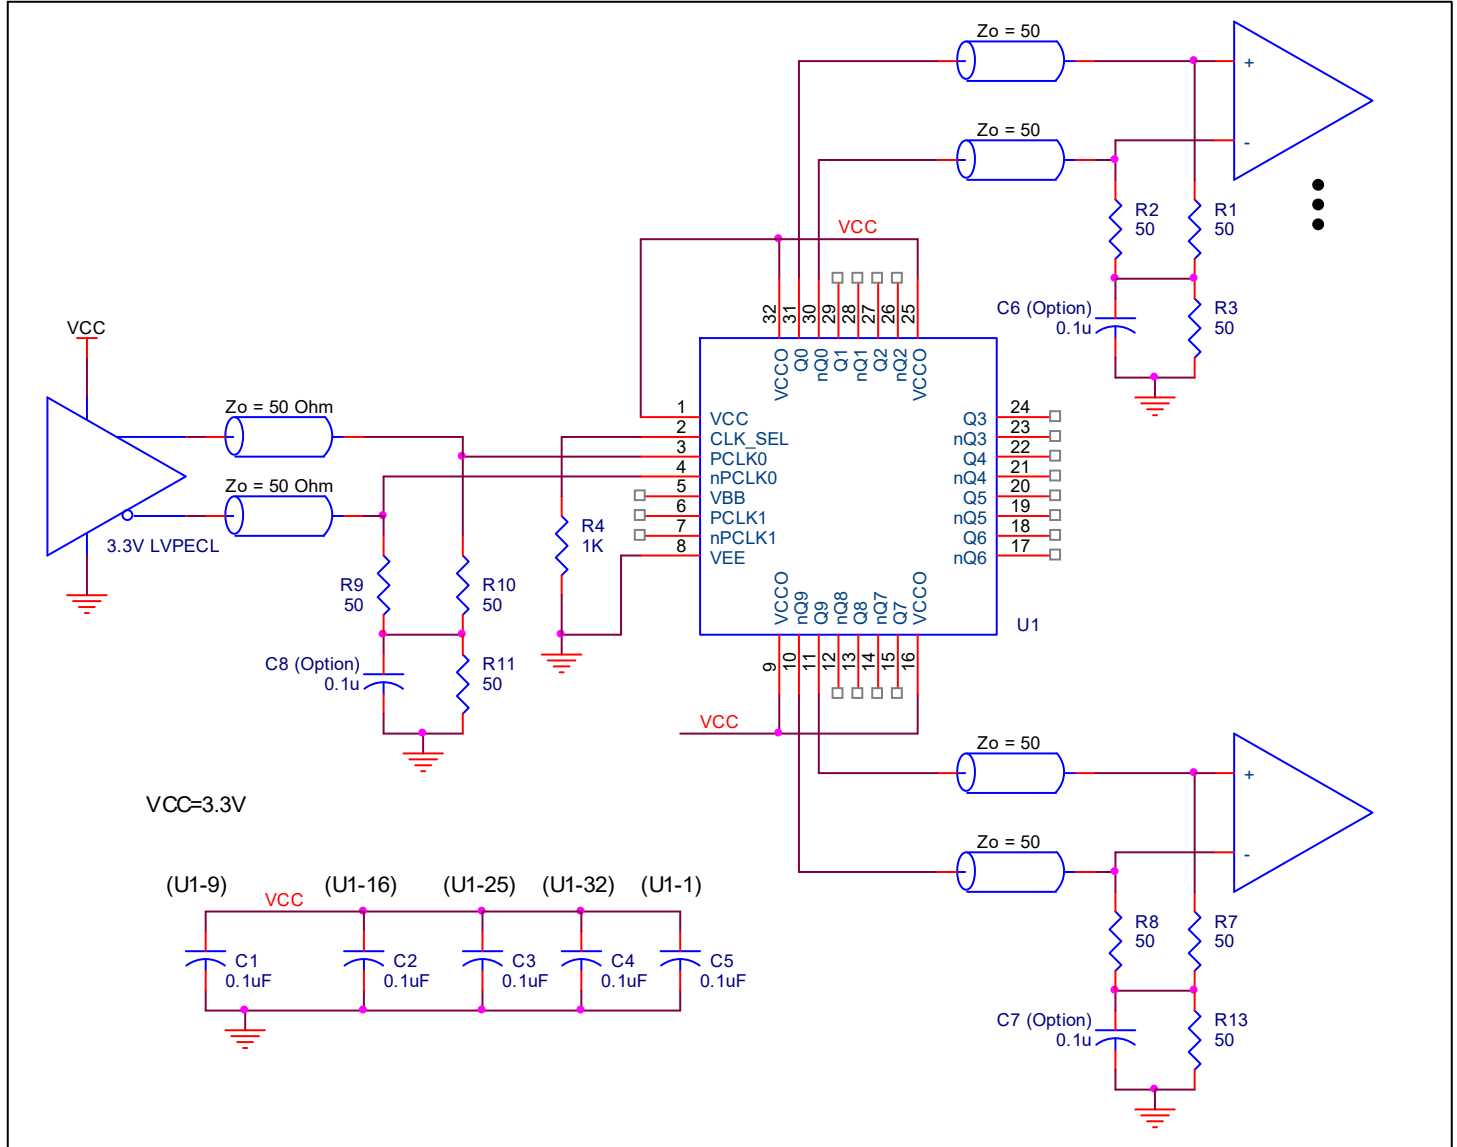 Zo = 50
+
Zo = 50
-
R2
50
R1
50
C6 (Option)
0.1u
R3
50
VCC
32
31
30
29
28
27
26
25
VCCO
Q0
nQ0
Q1
nQ1
Q2
nQ2
VCCO
VCC
Zo = 50 Ohm
Zo = 50 Ohm
3.3V LVPECL
R9
50
R10
50
C8 (Option)
0.1u
R11
50
R4
1K
1
2
3
4
5
6
7
8
VCC
CLK_SEL
PCLK0
nPCLK0
VBB
PCLK1
nPCLK1
VEE
Q3
nQ3
Q4
nQ4
Q5
nQ5
Q6
nQ6
24
23
22
21
20
19
18
17
VCCO
nQ9
Q9
nQ8
Q8
nQ7
Q7
VCCO
U1
9
10
11
12
13
14
15
16
VCC
Zo = 50
+
Zo = 50
-
R8
50
R7
50
C7 (Option)
0.1u
R13
50
VCC=3.3V
(U1-9)
(U1-16)
(U1-25)
(U1-32)
(U1-1)
VCC
C1
0.1uF
C2
0.1uF
C3
0.1uF
C4
0.1uF
C5
0.1uF